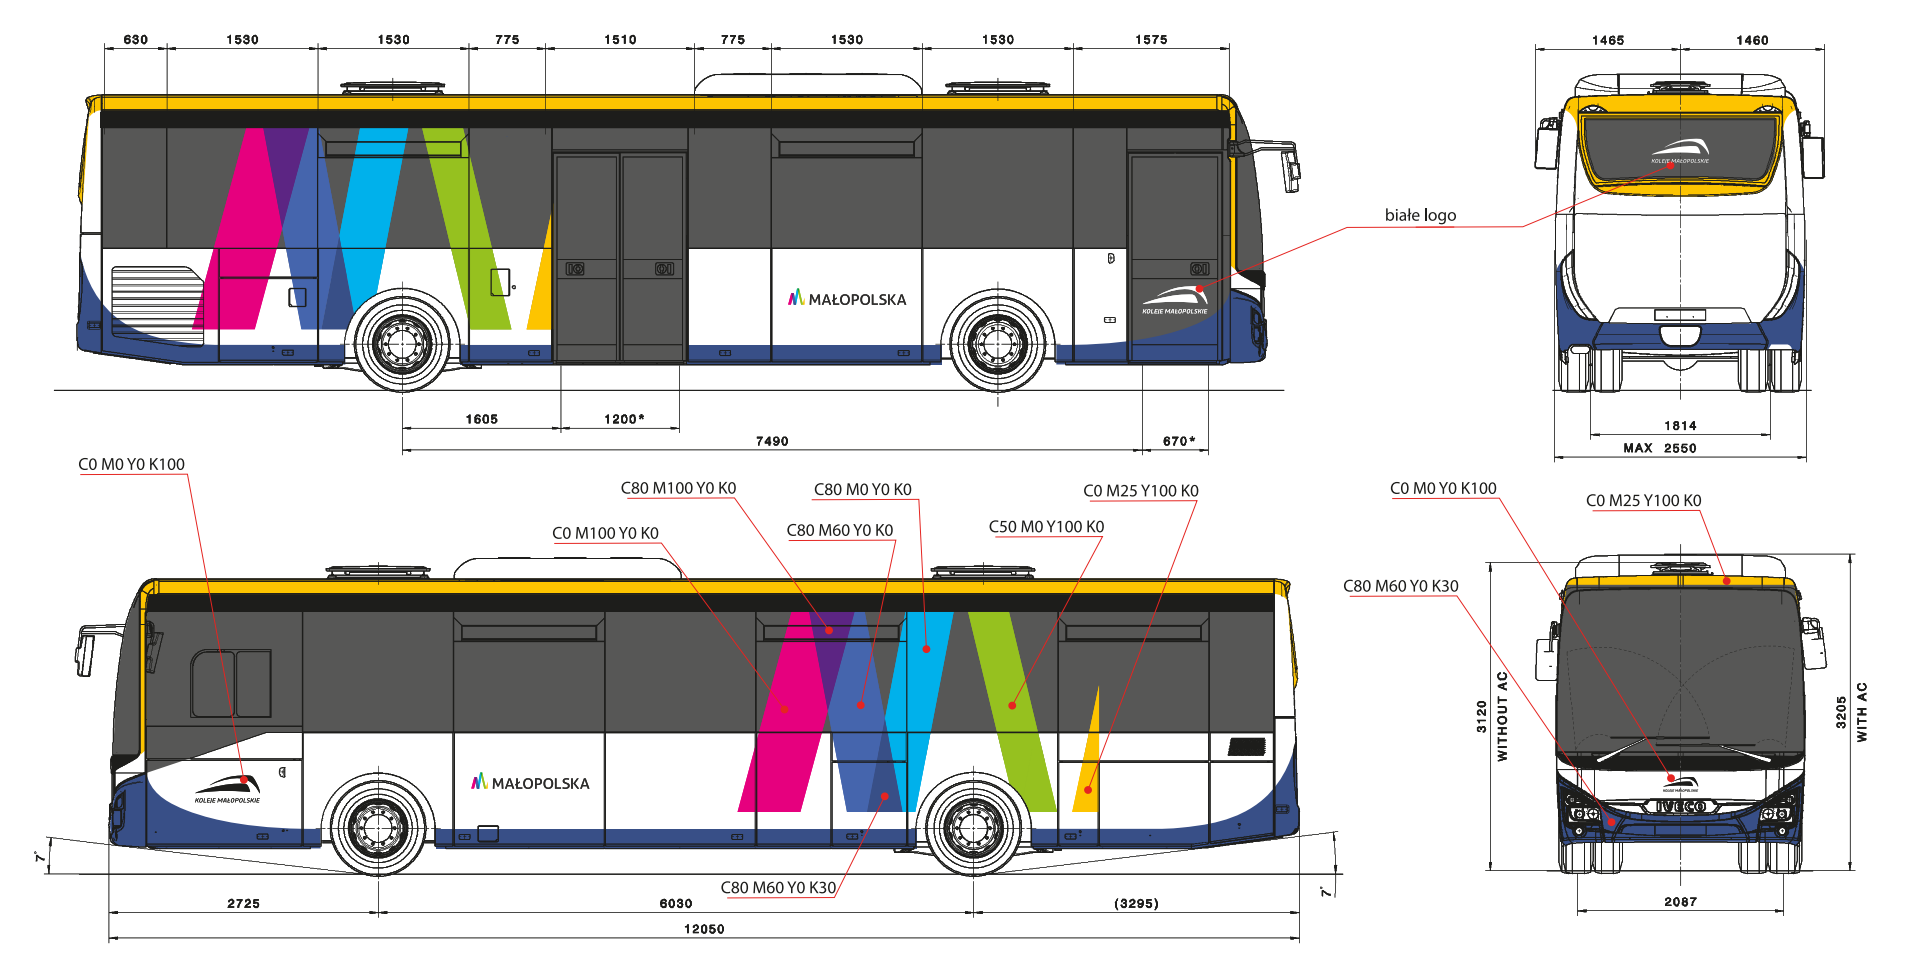 630 1530 1530 775 1510 775 1530 1530 1575
1465 1460
KOLEJE MAŁOPOLSKIE
białe logo
MAŁOPOLSKA
KOLEJE MAŁOPOLSKIE
1605 1200*
7490 670*
1814
MAX 2550
C0 M0 Y0 K100
C80 M100 Y0 K0
C80 M0 Y0 K0
C0 M25 Y100 K0
C0 M100 Y0 K0
C80 M60 Y0 K0
C50 M0 Y100 K0
C0 M0 Y0 K100
C0 M25 Y100 K0
C80 M60 Y0 K30
3120
WITHOUT AC
3205
WITH AC
KOLEJE MAŁOPOLSKIE
MAŁOPOLSKA
KOLEJE MAŁOPOLSKIE
IVECO
7°
7°
C80 M60 Y0 K30
2725 6030 (3295)
12050
2087